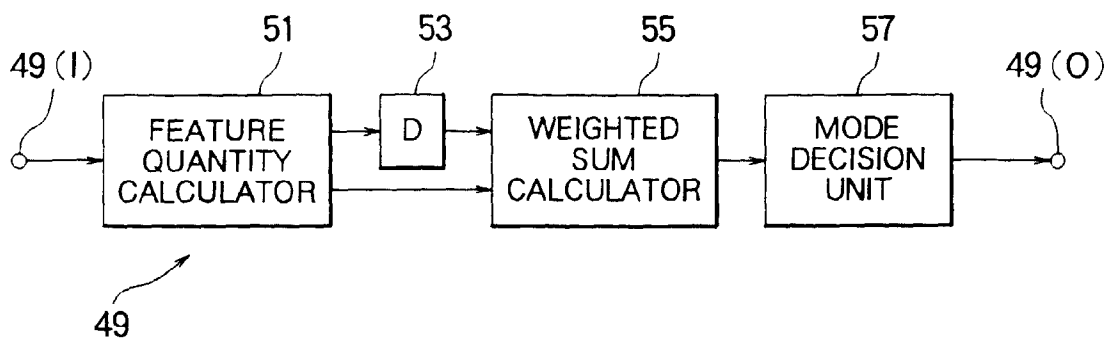 51
53
55
57
49 (I)
49 (O)
FEATURE
QUANTITY
CALCULATOR
D
WEIGHTED
SUM
CALCULATOR
MODE
DECISION
UNIT
49